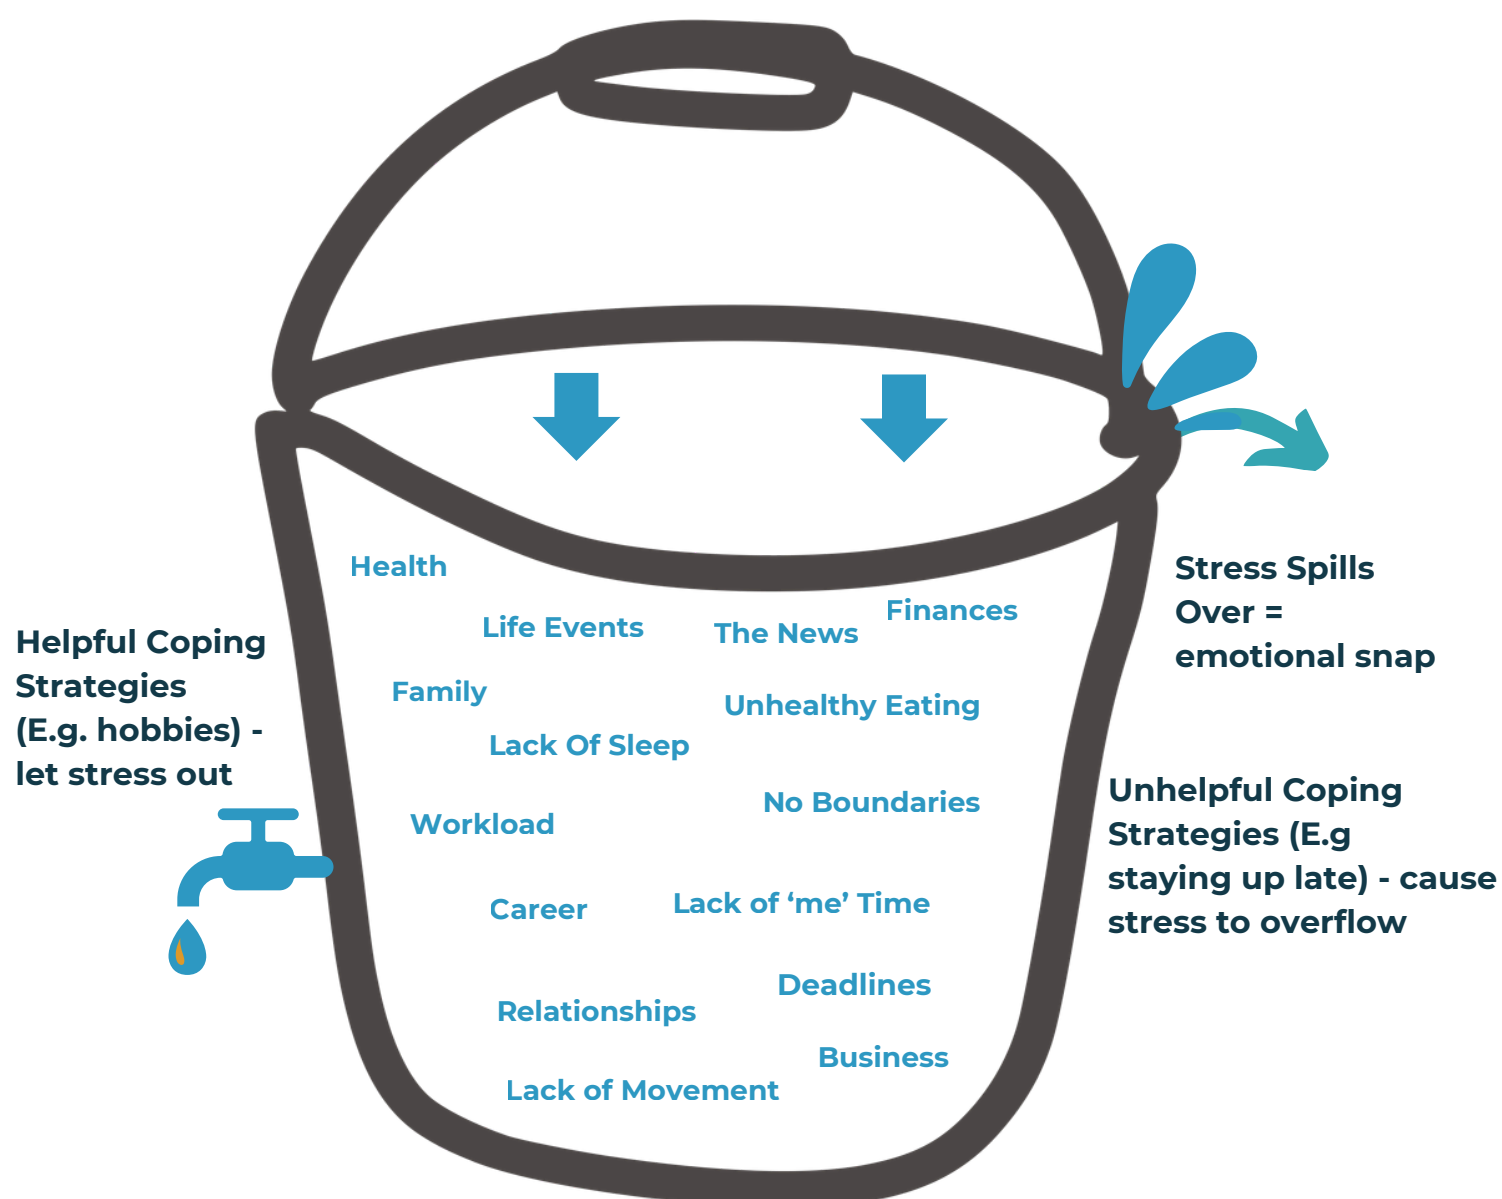 Health
Life Events
The News
Finances
Family
Unhealthy Eating
Lack Of Sleep
No Boundaries
Workload
Career
Lack of ‘me’ Time
Deadlines
Relationships
Business
Lack of Movement
Helpful Coping
Strategies
(E.g. hobbies) -
let stress out
Stress Spills
Over =
emotional snap
Unhelpful Coping
Strategies (E.g
staying up late) - cause
stress to overflow